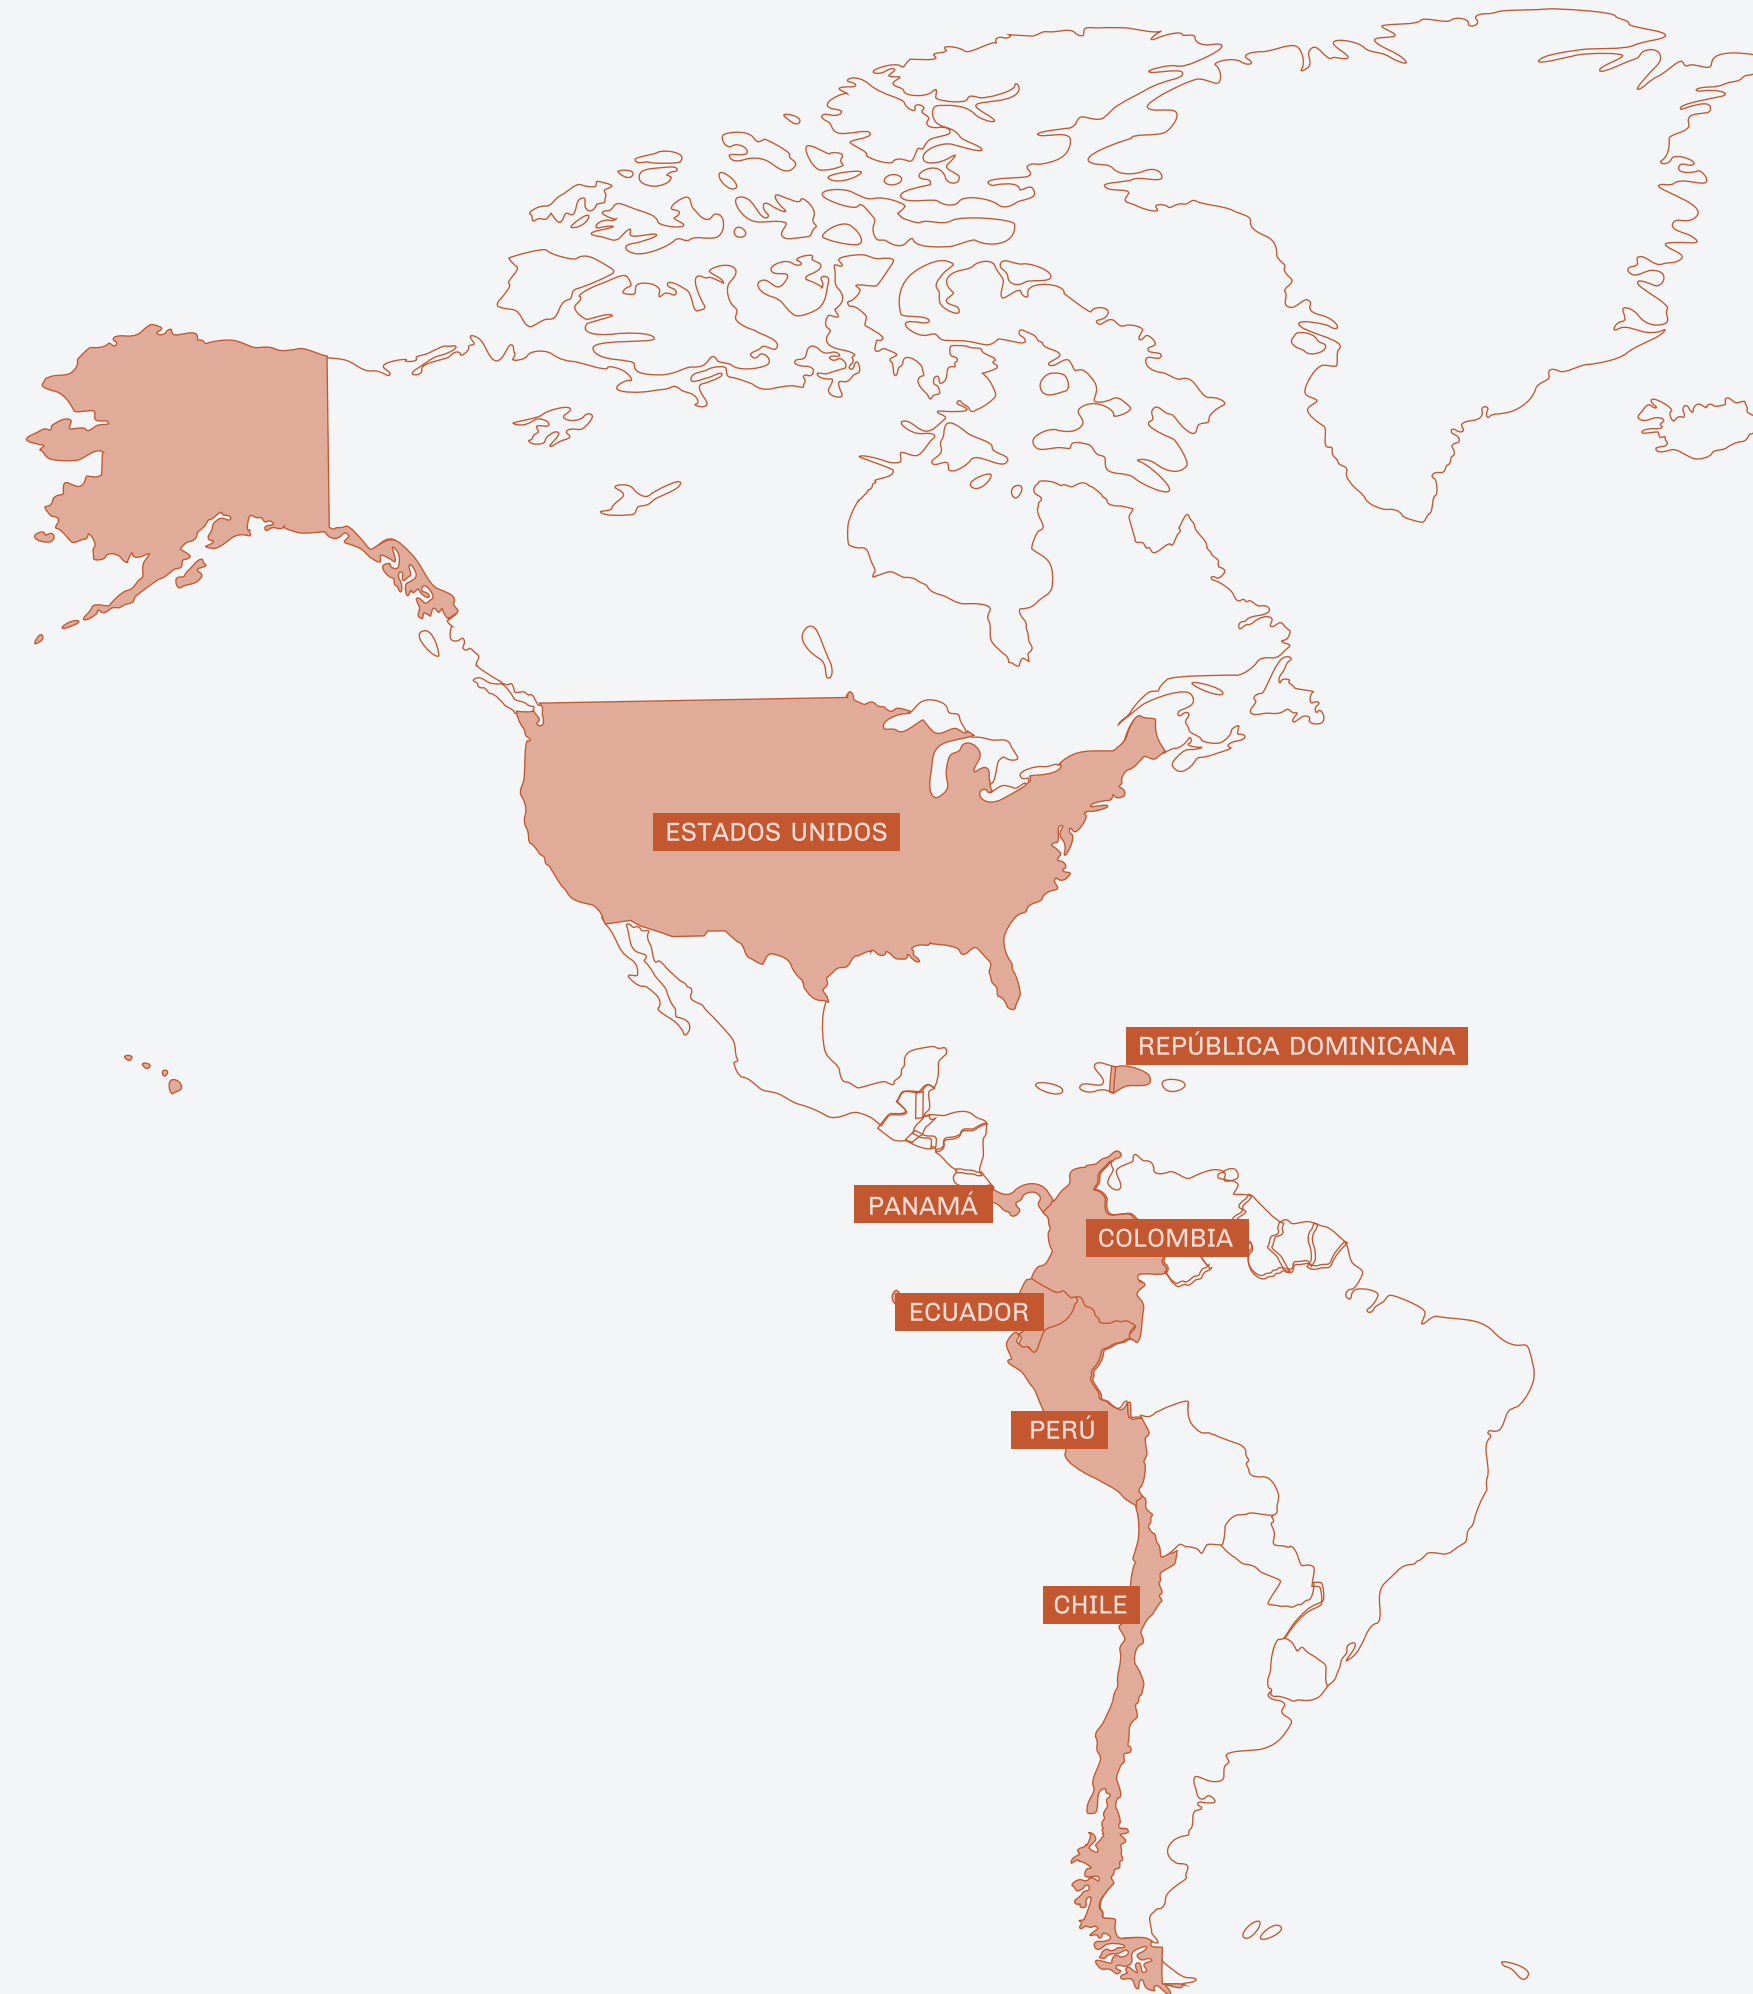 ESTADOS UNIDOS
REPÚBLICA DOMINICANA
PANAMÁ
COLOMBIA
ECUADOR
PERÚ
CHILE